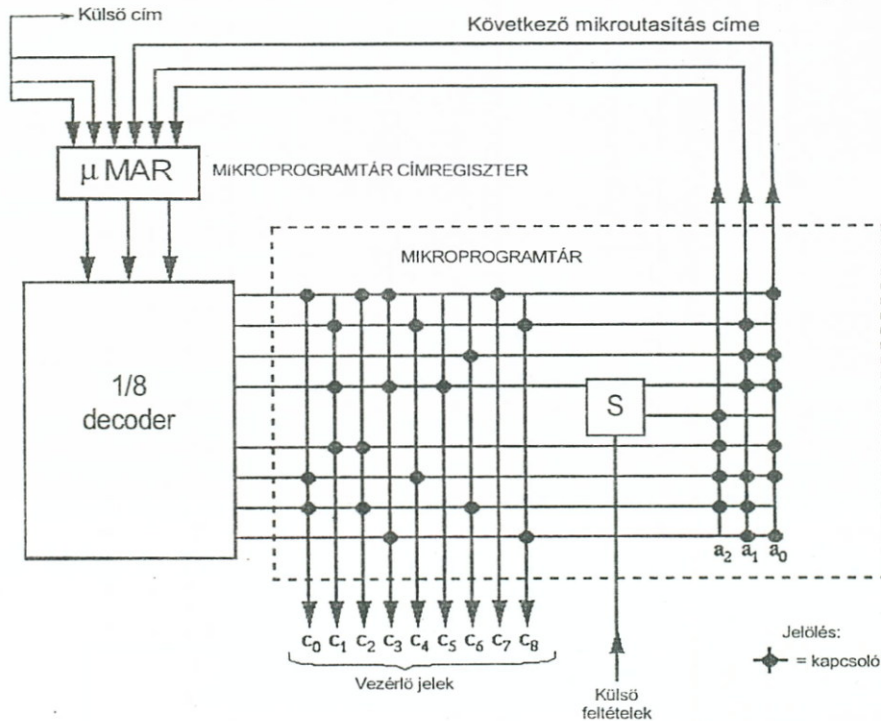 Külső cím
Következő mikroutasítás címe
μ MAR
MIKROPROGRAMTÁR CÍMREGISZTER
MIKROPROGRAMTÁR
1/8
decoder
S
a2 a1 a0
c0 c1 c2 c3 c4 c5 c6 c7 c8
Vezérlő jelek
Külső
feltételek
Jelölés:
= kapcsoló